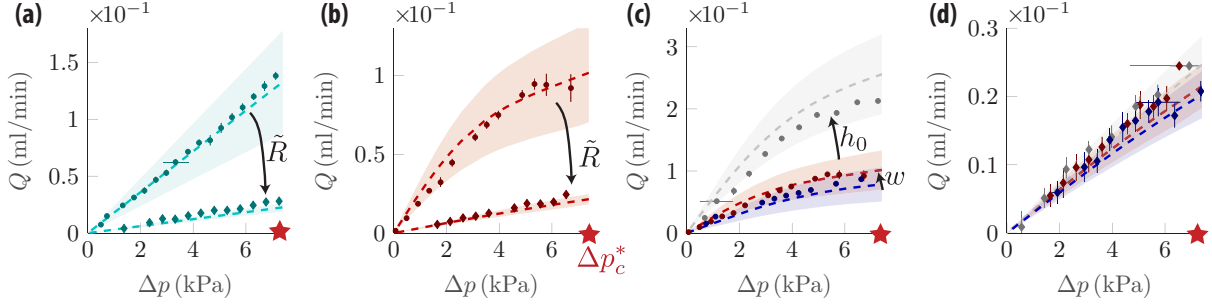 (a)
×10⁻¹
Q (ml/min)
1.5
1
0.5
0
0
2
4
6
Δp (kPa)
R̃
(b)
×10⁻¹
Q (ml/min)
1
0.5
0
0
2
4
6
Δp (kPa)
R̃
Δp*c
(c)
×10⁻¹
Q (ml/min)
3
2
1
0
0
2
4
6
Δp (kPa)
h₀
w
(d)
×10⁻¹
Q (ml/min)
0.3
0.2
0.1
0
0
2
4
6
Δp (kPa)